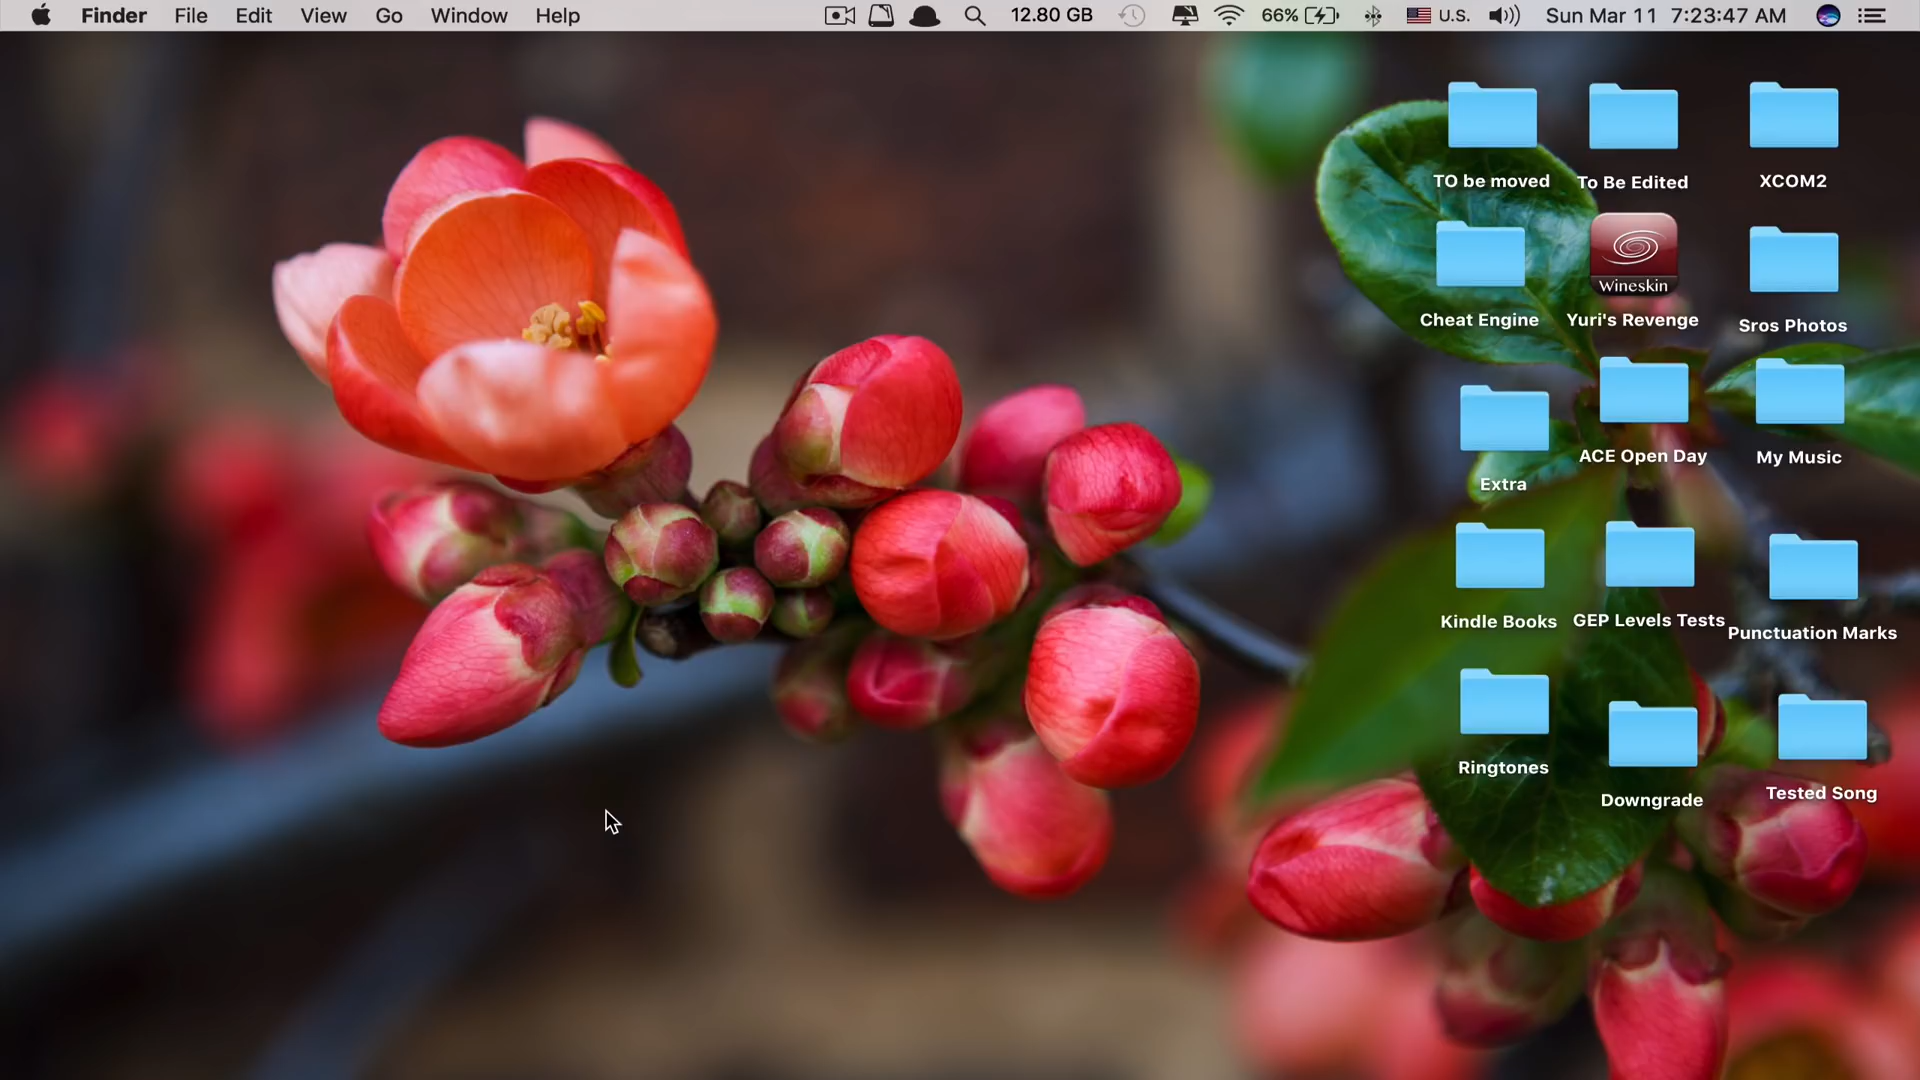 Finder File Edit View Go Window Help 12.80 GB 66% U.S. Sun Mar 11 7:23:47 AM
TO be moved
To Be Edited
XCOM2
Cheat Engine
Wineskin
Yuri's Revenge
Sros Photos
Extra
ACE Open Day
My Music
Kindle Books
GEP Levels Tests
Punctuation Marks
Ringtones
Downgrade
Tested Song